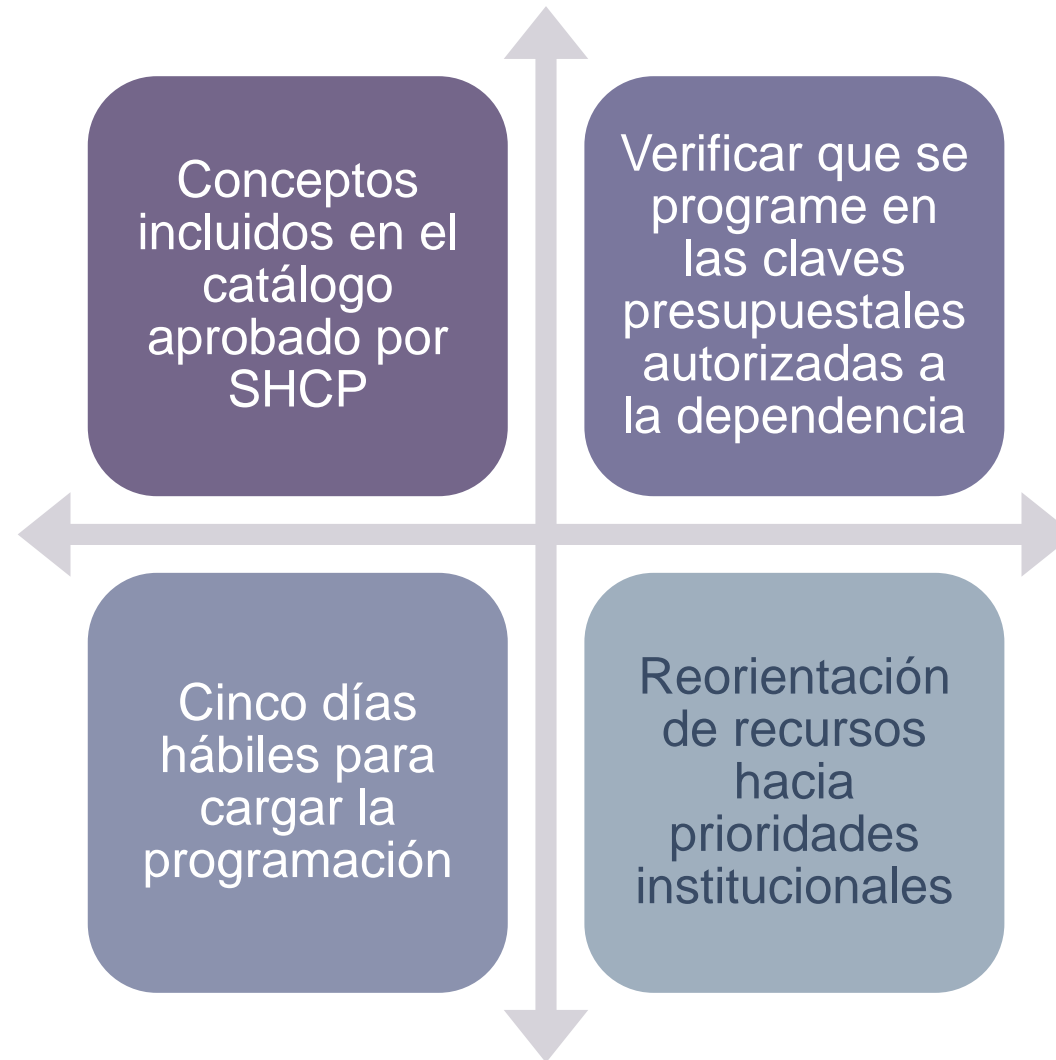 Conceptos
incluidos en el
catálogo
aprobado por
SHCP
Verificar que se
programe en
las claves
presupuestales
autorizadas a
la dependencia
Cinco días
hábiles para
cargar la
programación
Reorientación
de recursos
hacia
prioridades
institucionales